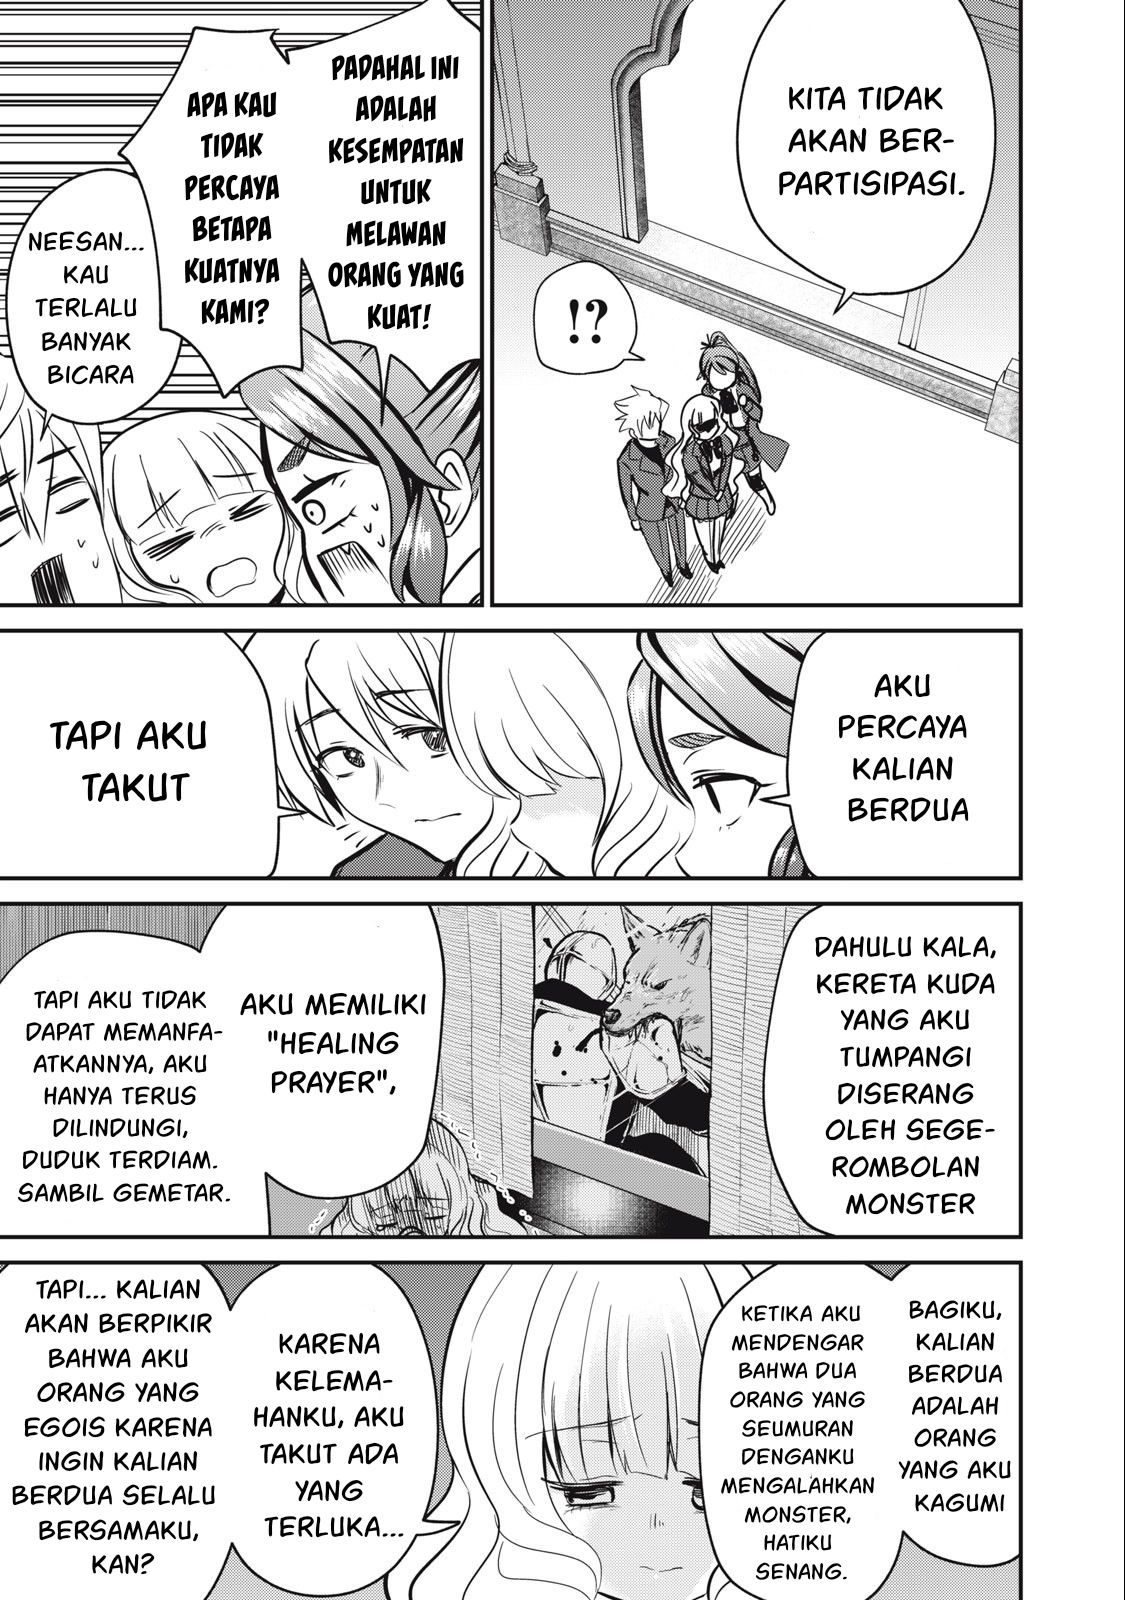 KITA TIDAK
AKAN BER-
PARTISIPASI.
!?
PADAHAL INI
ADALAH
KESEMPATAN
UNTUK
MELAWAN
ORANG YANG
KUAT!
APA KAU
TIDAK
PERCAYA
BETAPA
KUATNYA
KAMI?
NEESAN...
KAU
TERLALU
BANYAK
BICARA
AKU
PERCAYA
KALIAN
BERDUA
TAPI AKU
TAKUT
DAHULU KALA,
KERETA KUDA
YANG AKU
TUMPANGI
DISERANG
OLEH SEGE-
ROMBOLAN
MONSTER
AKU MEMILIKI
"HEALING
PRAYER",
TAPI AKU TIDAK
DAPAT MEMANFA-
ATKANNYA, AKU
HANYA TERUS
DILINDUNGI,
DUDUK TERDIAM.
SAMBIL GEMETAR.
BAGIKU,
KALIAN
BERDUA
ADALAH
ORANG
YANG AKU
KAGUMI
KETIKA AKU
MENDENGAR
BAHWA DUA
ORANG YANG
SEUMURAN
DENGANKU
MENGALAHKAN
MONSTER,
HATIKU
SENANG.
KARENA
KELEMA-
HANKU, AKU
TAKUT ADA
YANG
TERLUKA...
TAPI... KALIAN
AKAN BERPIKIR
BAHWA AKU
ORANG YANG
EGOIS KARENA
INGIN KALIAN
BERDUA SELALU
BERSAMAKU,
KAN?